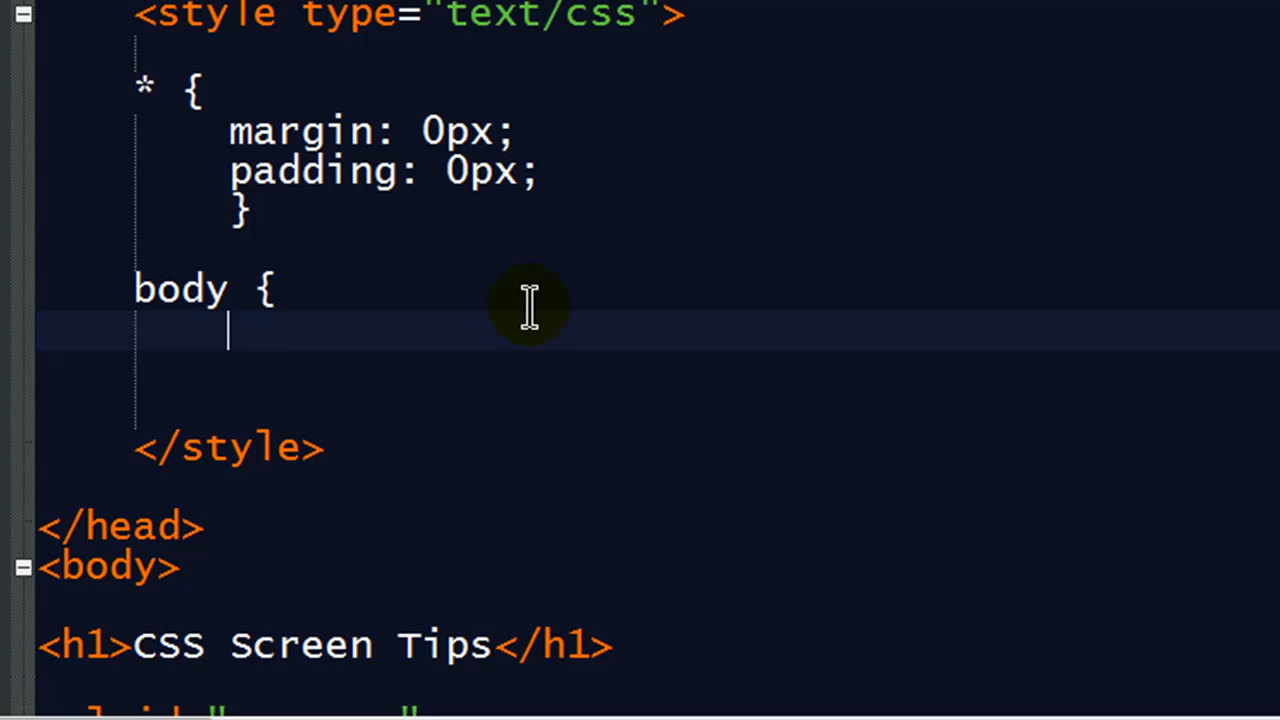 <style type="text/css">
* {
margin: 0px;
padding: 0px;
}
body {
</style>
</head>
<body>
<h1>CSS Screen Tips</h1>